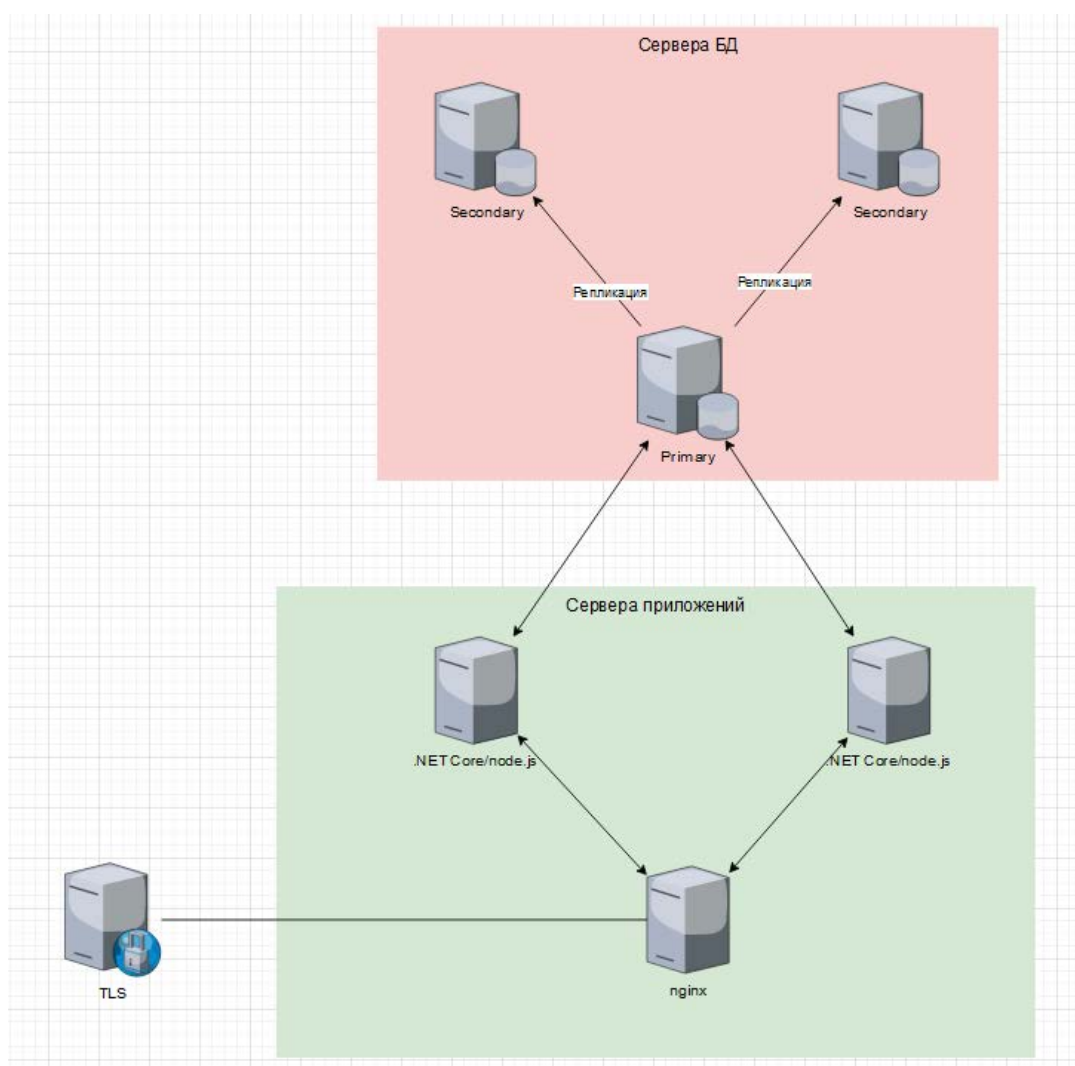 Сервера БД
Secondary
Secondary
Репликация
Репликация
Primary
Сервера приложений
.NET Core/node.js
.NET Core/node.js
TLS
nginx